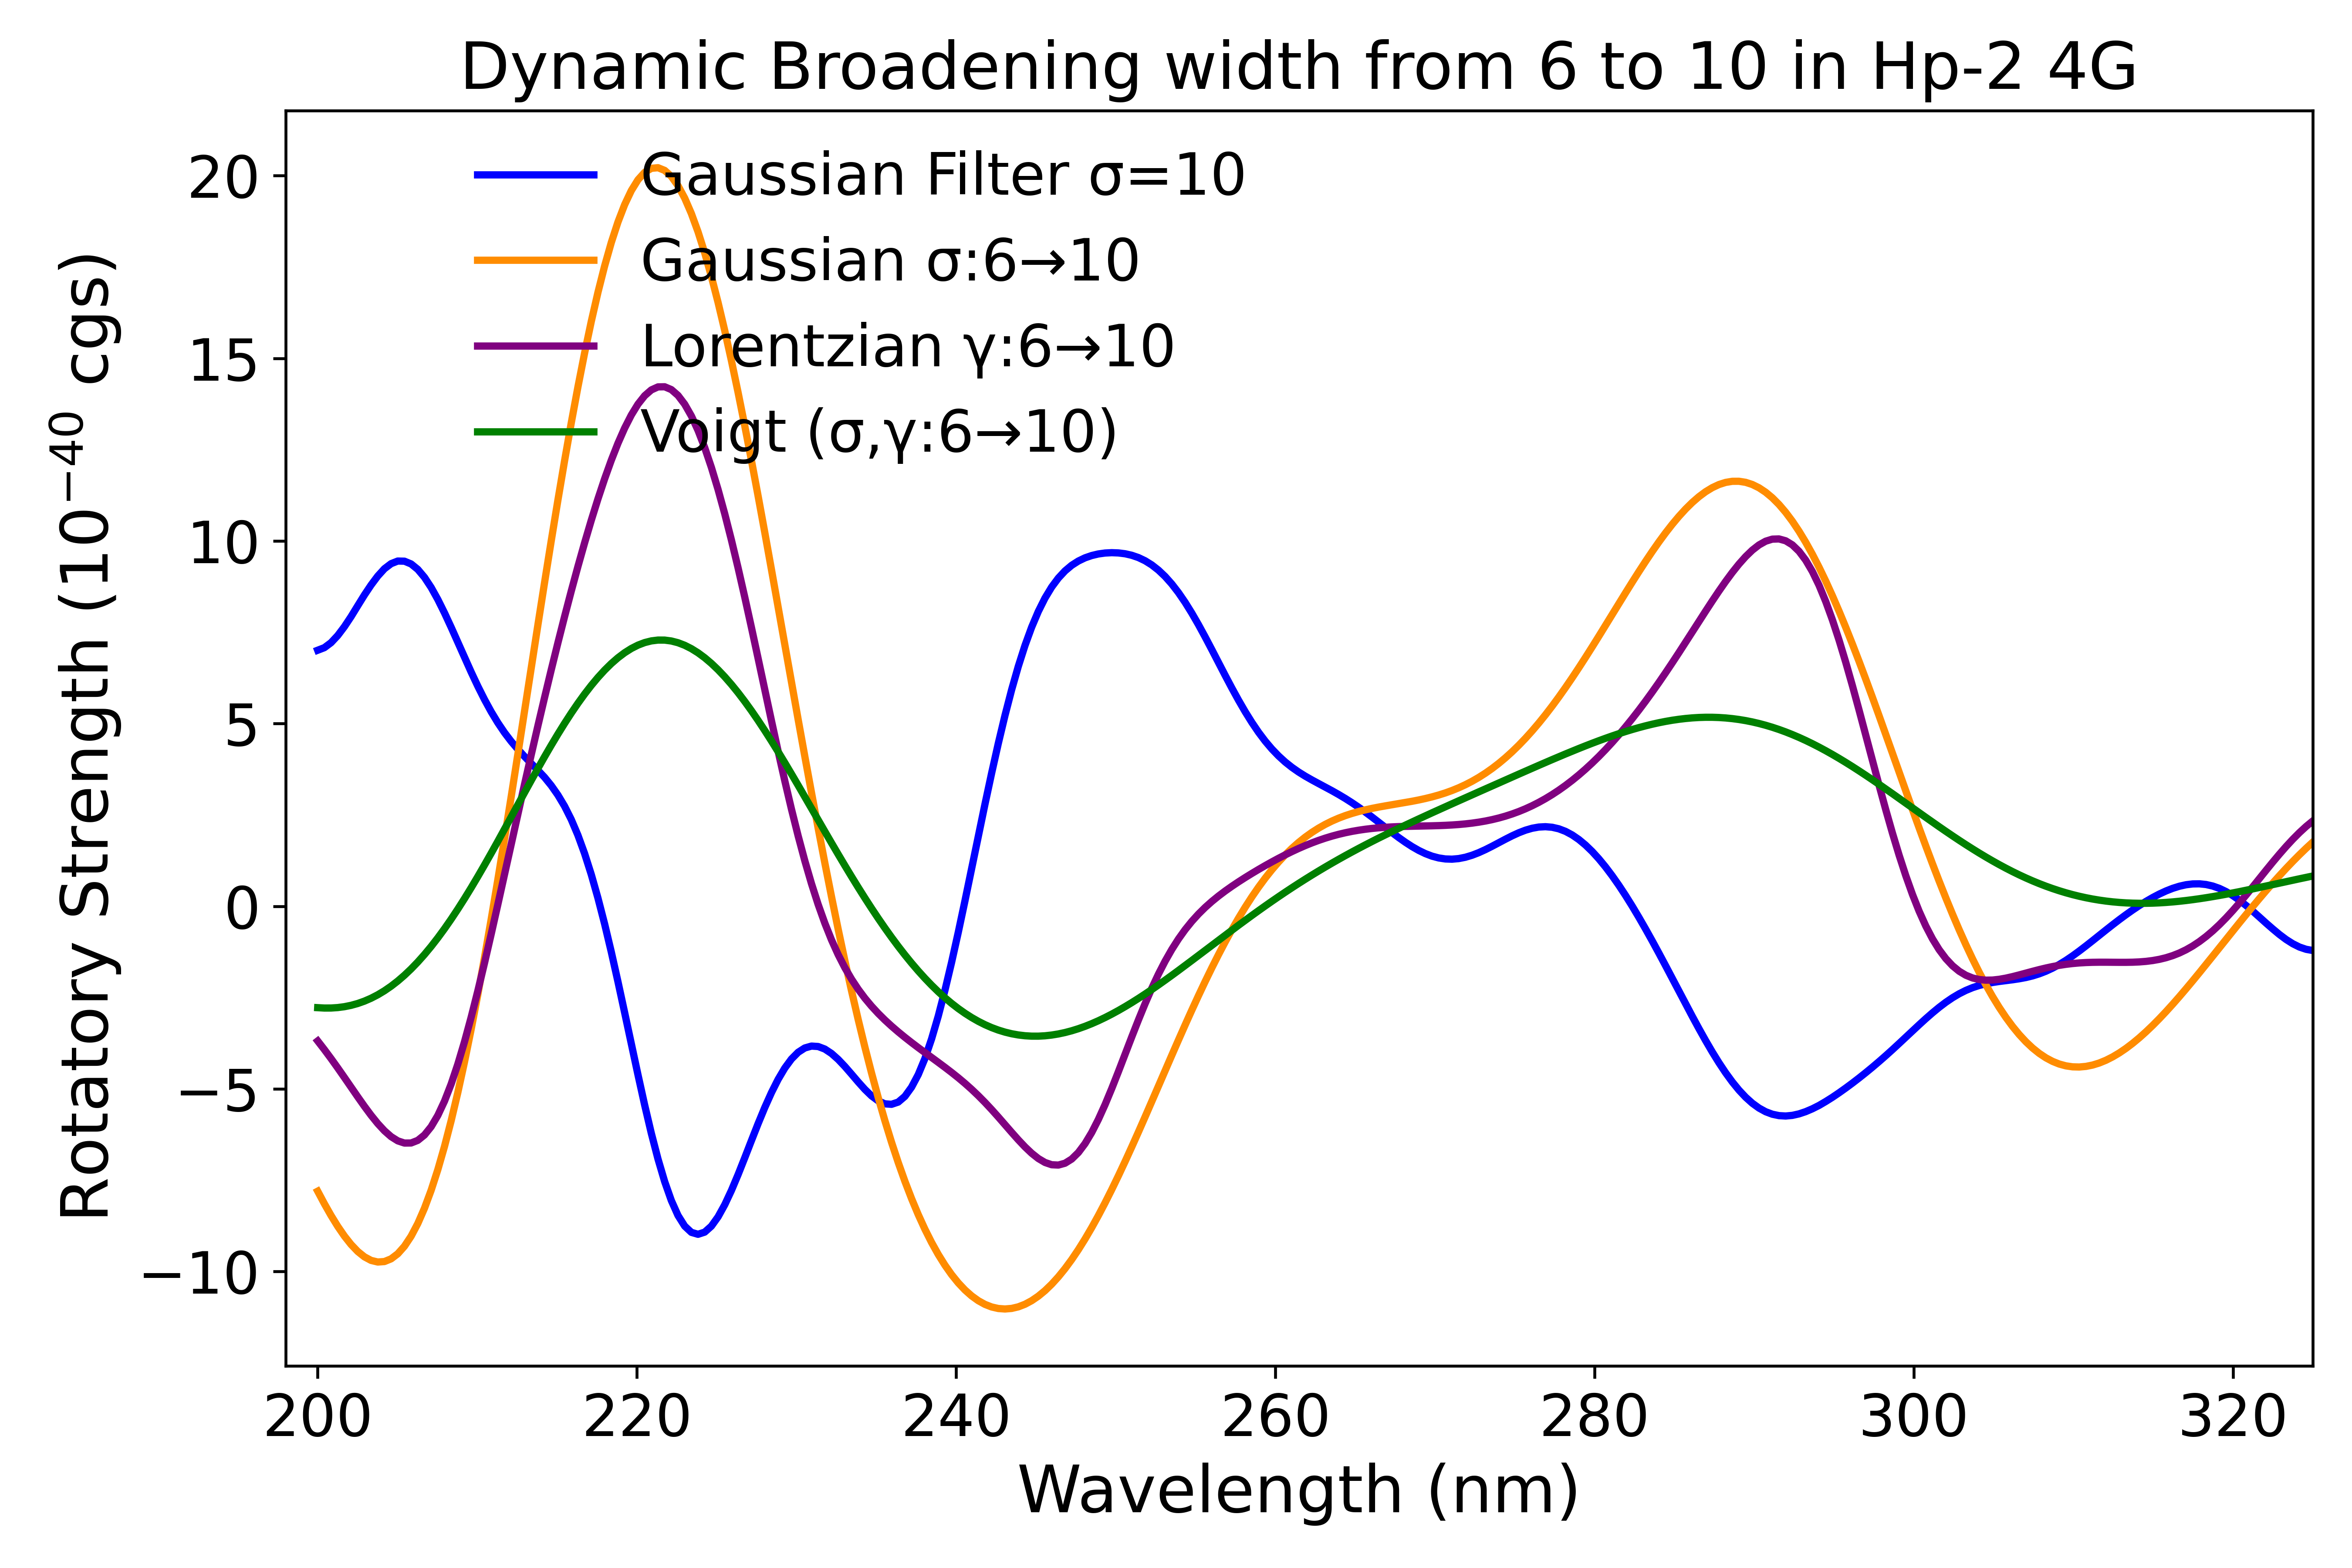 Dynamic Broadening width from 6 to 10 in Hp-2 4G
Gaussian Filter σ=10
Gaussian σ:6→10
Lorentzian γ:6→10
Voigt (σ,γ:6→10)
Rotatory Strength (10⁻⁴⁰ cgs)
20
15
10
5
0
−5
−10
200 220 240 260 280 300 320
Wavelength (nm)